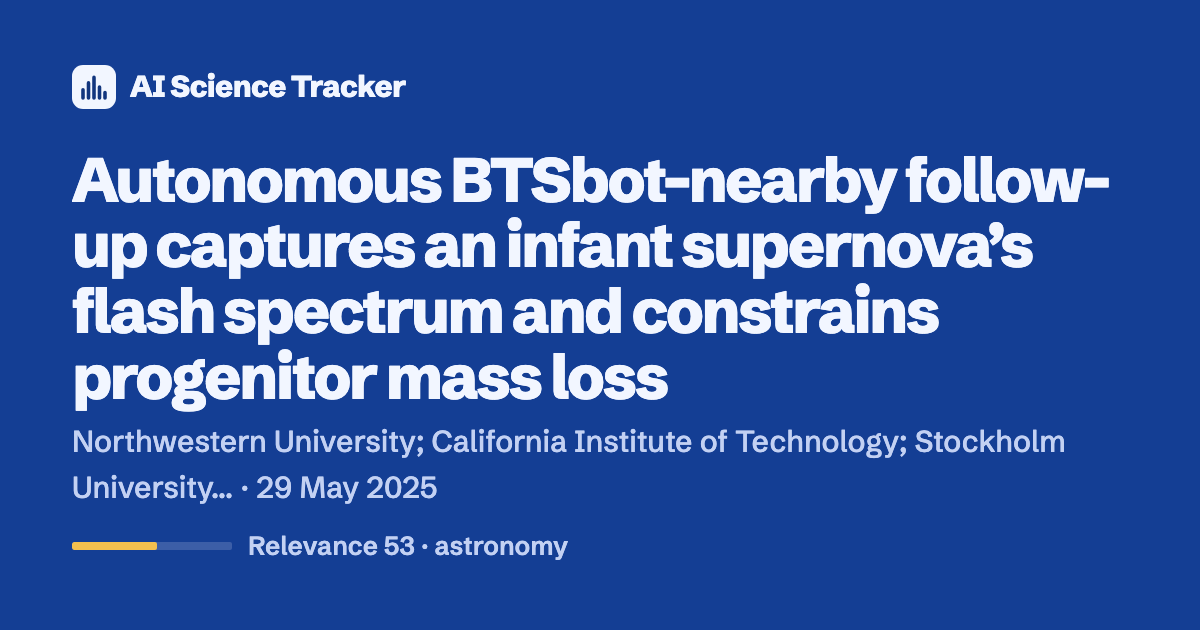 AI Science Tracker
Autonomous BTSbot-nearby follow-
up captures an infant supernova’s
flash spectrum and constrains
progenitor mass loss
Northwestern University; California Institute of Technology; Stockholm
University… · 29 May 2025
Relevance 53 · astronomy